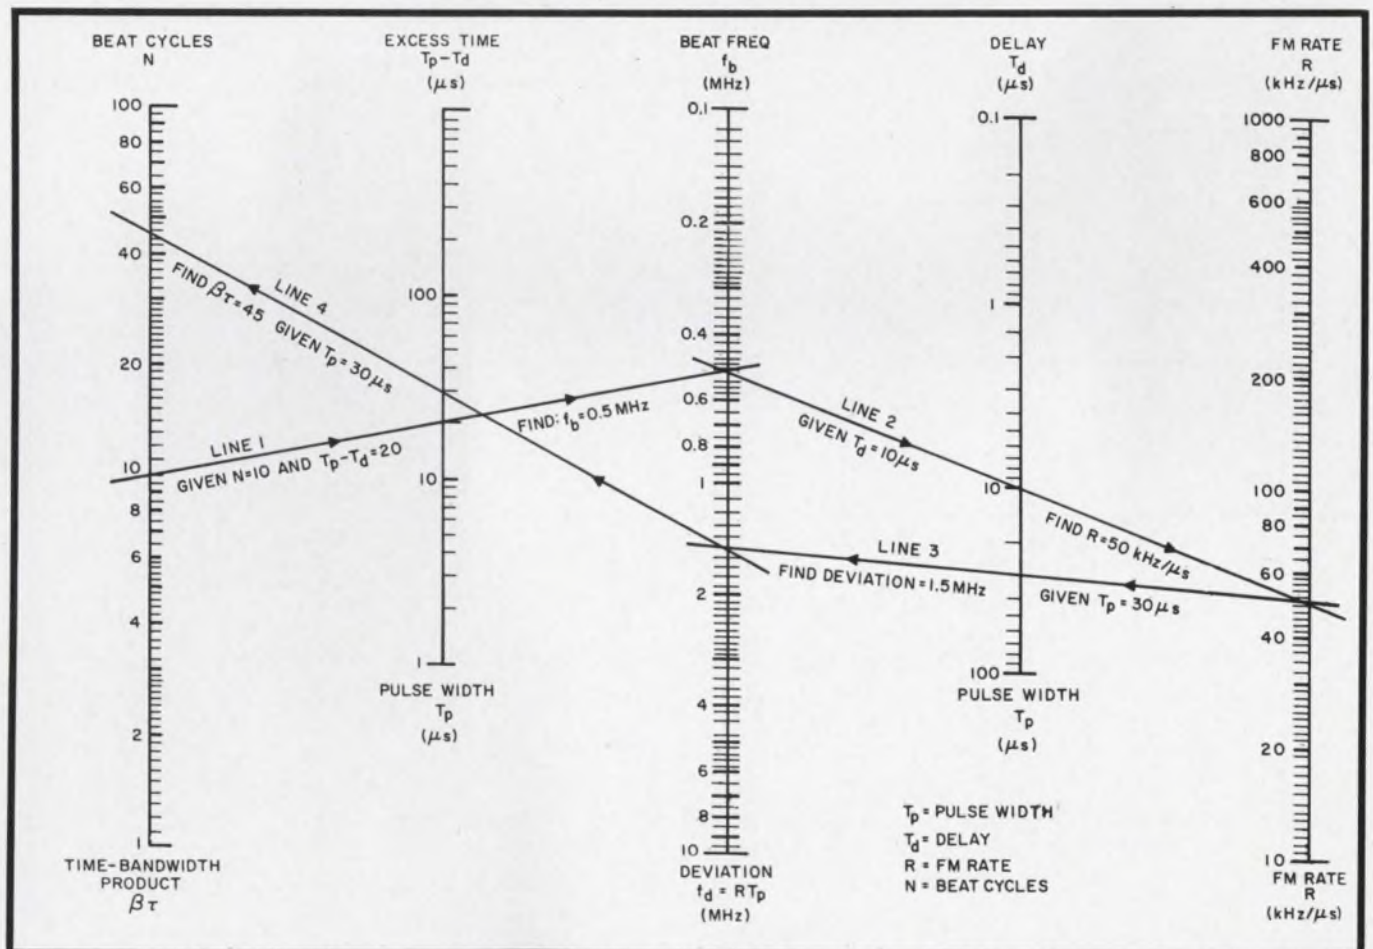 BEAT CYCLES
N
EXCESS TIME
Tp-Td
(μs)
BEAT FREQ
fb
(MHz)
DELAY
Td
(μs)
FM RATE
R
(kHz/μs)
100
80
60
40
20
10
8
6
4
2
1
100
10
1
0.1
0.2
0.4
0.6
0.8
1
2
4
6
8
10
0.1
1
10
100
1000
800
600
400
200
100
80
60
40
20
10
LINE 4
FIND βτ=45 GIVEN Tp=30μs
LINE 1
GIVEN N=10 AND Tp-Td=20
FIND: fb=0.5 MHz
LINE 2
GIVEN Td=10μs
FIND R=50 kHz/μs
LINE 3
FIND DEVIATION=1.5MHz
GIVEN Tp=30μs
TIME-BANDWIDTH
PRODUCT
βτ
PULSE WIDTH
Tp
(μs)
DEVIATION
fd = RTp
(MHz)
PULSE WIDTH
Tp
(μs)
FM RATE
R
(kHz/μs)
Tp= PULSE WIDTH
Td= DELAY
R = FM RATE
N = BEAT CYCLES